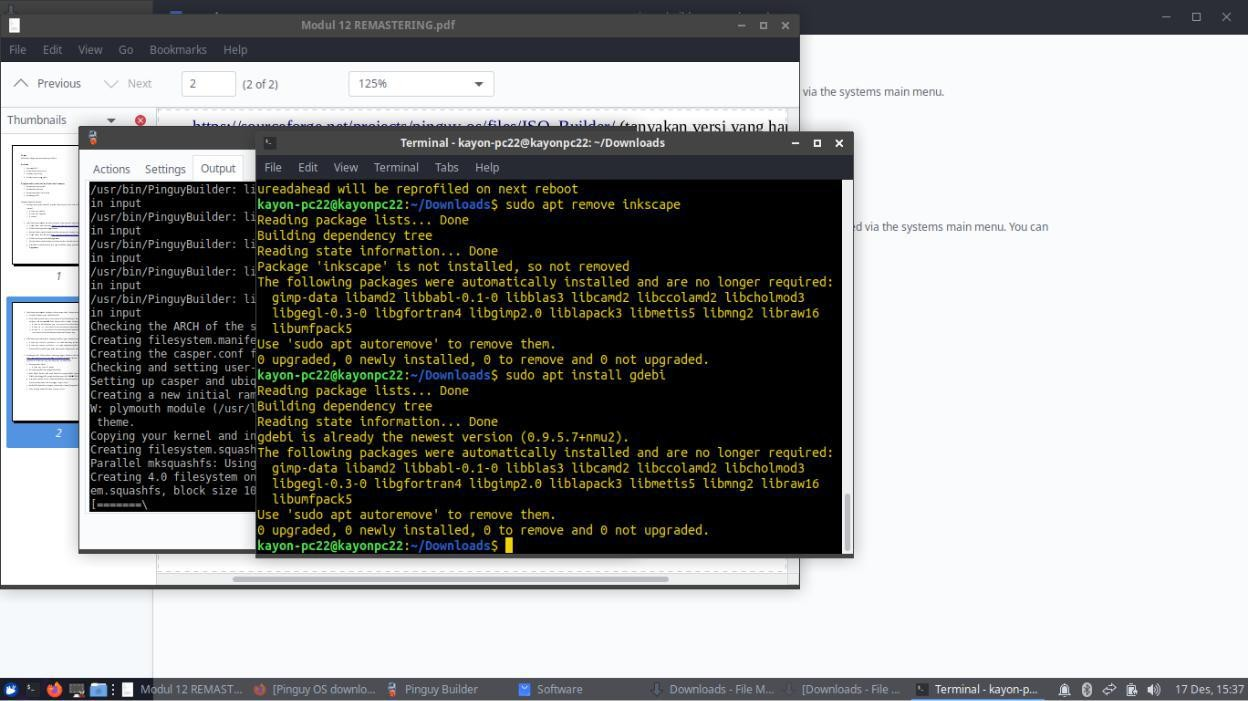 Modul 12 REMASTERING.pdf
File Edit View Go Bookmarks Help
Previous Next 2 (2 of 2) 125%
via the systems main menu.
Thumbnails
https://sourceforge.net/projects/pinguy-os/files/ISO_Builder/ (tanyakan versi yang
1
2
ed via the systems main menu. You can
Actions Settings Output
/usr/bin/PinguyBuilder: li
in input
/usr/bin/PinguyBuilder: li
in input
/usr/bin/PinguyBuilder: li
in input
/usr/bin/PinguyBuilder: li
in input
/usr/bin/PinguyBuilder: li
in input
Checking the ARCH of the s
Creating filesystem.manife
Creating the casper.conf f
Checking and setting user-
Setting up casper and ubiq
Creating a new initial ram
W: plymouth module (/usr/l
theme.
Copying your kernel and in
Creating filesystem.squash
Parallel mksquashfs: Using
Creating 4.0 filesystem on
em.squashfs, block size 10
[=======\
Terminal - kayon-pc22@kayonpc22: ~/Downloads
File Edit View Terminal Tabs Help
ureadahead will be reprofiled on next reboot
kayon-pc22@kayonpc22:~/Downloads$ sudo apt remove inkscape
Reading package lists... Done
Building dependency tree
Reading state information... Done
Package 'inkscape' is not installed, so not removed
The following packages were automatically installed and are no longer required:
gimp-data libamd2 libbabl-0.1-0 libblas3 libcamd2 libccolamd2 libcholmod3
libgegl-0.3-0 libgfortran4 libgimp2.0 liblapack3 libmetis5 libmng2 libraw16
libumfpack5
Use 'sudo apt autoremove' to remove them.
0 upgraded, 0 newly installed, 0 to remove and 0 not upgraded.
kayon-pc22@kayonpc22:~/Downloads$ sudo apt install gdebi
Reading package lists... Done
Building dependency tree
Reading state information... Done
gdebi is already the newest version (0.9.5.7+nmu2).
The following packages were automatically installed and are no longer required:
gimp-data libamd2 libbabl-0.1-0 libblas3 libcamd2 libccolamd2 libcholmod3
libgegl-0.3-0 libgfortran4 libgimp2.0 liblapack3 libmetis5 libmng2 libraw16
libumfpack5
Use 'sudo apt autoremove' to remove them.
0 upgraded, 0 newly installed, 0 to remove and 0 not upgraded.
kayon-pc22@kayonpc22:~/Downloads$
Modul 12 REMAST... [Pinguy OS downlo... Pinguy Builder Software Downloads - File M... [Downloads - File ... Terminal - kayon-p... 17 Des, 15:37